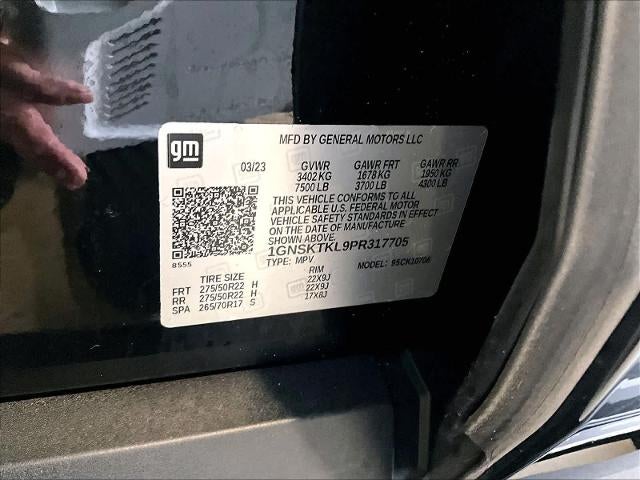 gm
MFD BY GENERAL MOTORS LLC
03/23 GVWR GAWR FRT GAWR RR
3402 KG 1678 KG 1950 KG
7500 LB 3700 LB 4300 LB
THIS VEHICLE CONFORMS TO ALL
APPLICABLE U.S. FEDERAL MOTOR
VEHICLE SAFETY STANDARDS IN EFFECT
ON THE DATE OF MANUFACTURE
SHOWN ABOVE.
1GNSKTKL9PR317705
8555 TYPE: MPV MODEL:
TIRE SIZE RIM
FRT 275/50R22 H 22X9J
RR 275/50R22 H 22X9J
SPA 265/70R17 S 17X8J